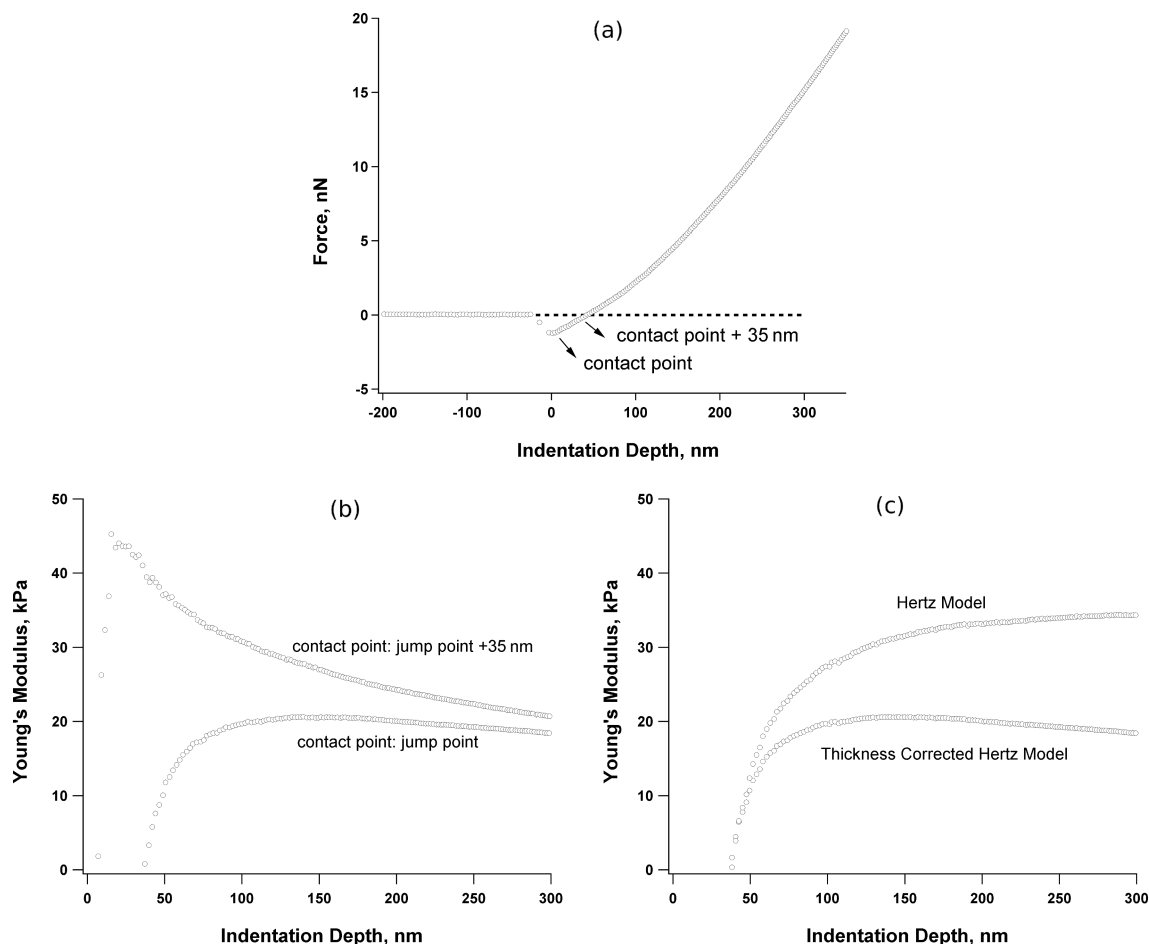 (a)
20
15
10
5
0
-5
Force, nN
contact point + 35 nm
contact point
-200 -100 0 100 200 300
Indentation Depth, nm
(b)
50
40
30
20
10
0
Young's Modulus, kPa
contact point: jump point +35 nm
contact point: jump point
0 50 100 150 200 250 300
Indentation Depth, nm
(c)
50
40
30
20
10
0
Young's Modulus, kPa
Hertz Model
Thickness Corrected Hertz Model
0 50 100 150 200 250 300
Indentation Depth, nm